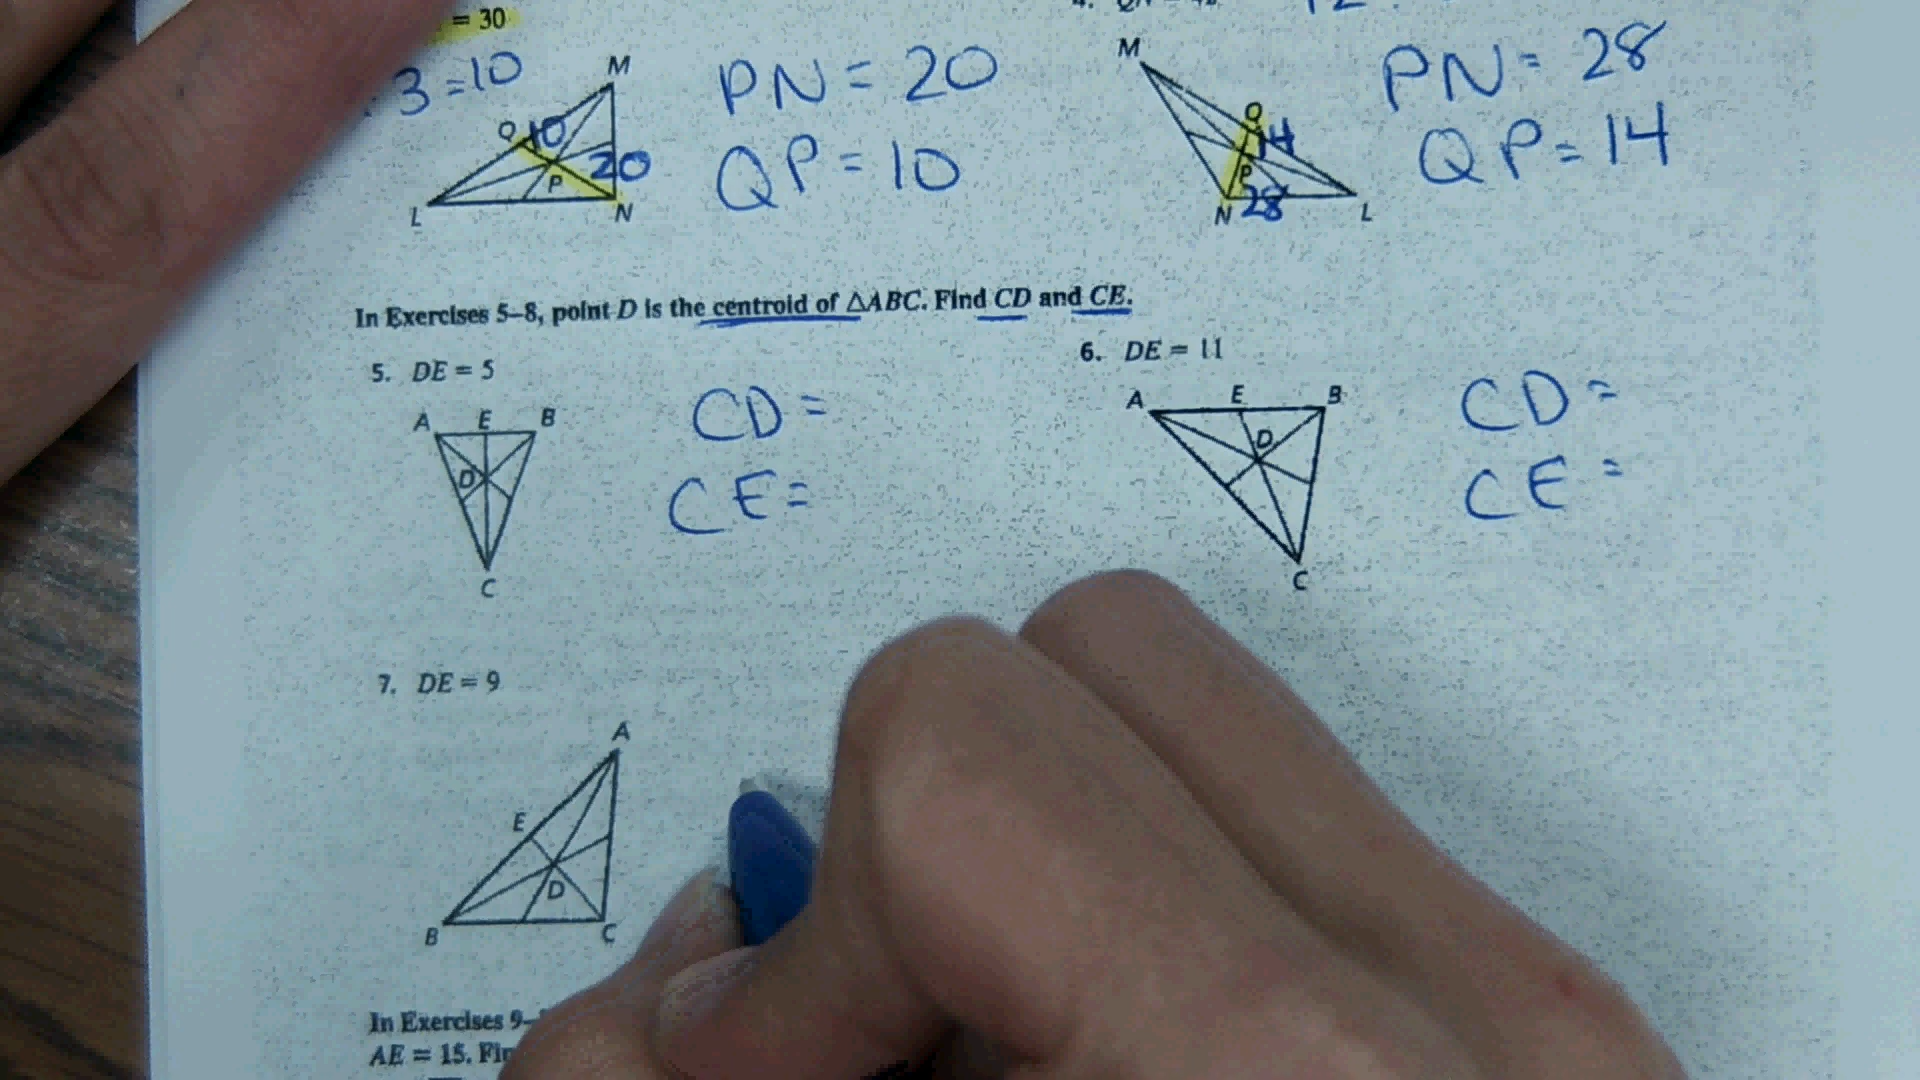 = 30
3 = 10
M
PN = 20
QP = 10
Q 10
20
P
L
N
M
PN = 28
QP = 14
Q
14
P
N 28
L
In Exercises 5–8, point D is the centroid of △ABC. Find CD and CE.
5. DE = 5
A E B
D
C
CD =
CE =
6. DE = 11
A E B
D
C
CD =
CE =
7. DE = 9
A
E
D
B C
In Exercises 9–
AE = 15.